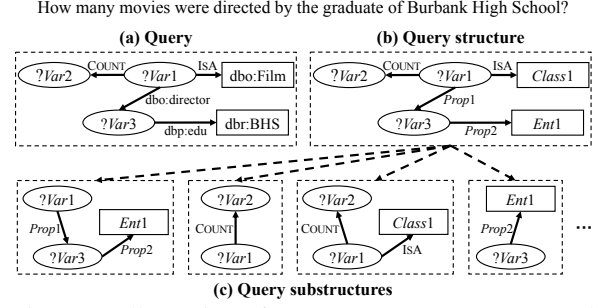 How many movies were directed by the graduate of Burbank High School?
(a) Query
(b) Query structure
?Var2 COUNT ?Var1 ISA dbo:Film
dbo:director
?Var3 dbp:edu dbr:BHS
?Var2 COUNT ?Var1 ISA Class1
Prop1
?Var3 Prop2 Ent1
?Var1
Prop1
Ent1
?Var3
Prop2
?Var2
COUNT
?Var1
?Var2
COUNT
Class1
ISA
?Var1
Ent1
Prop2
?Var3
...
(c) Query substructures